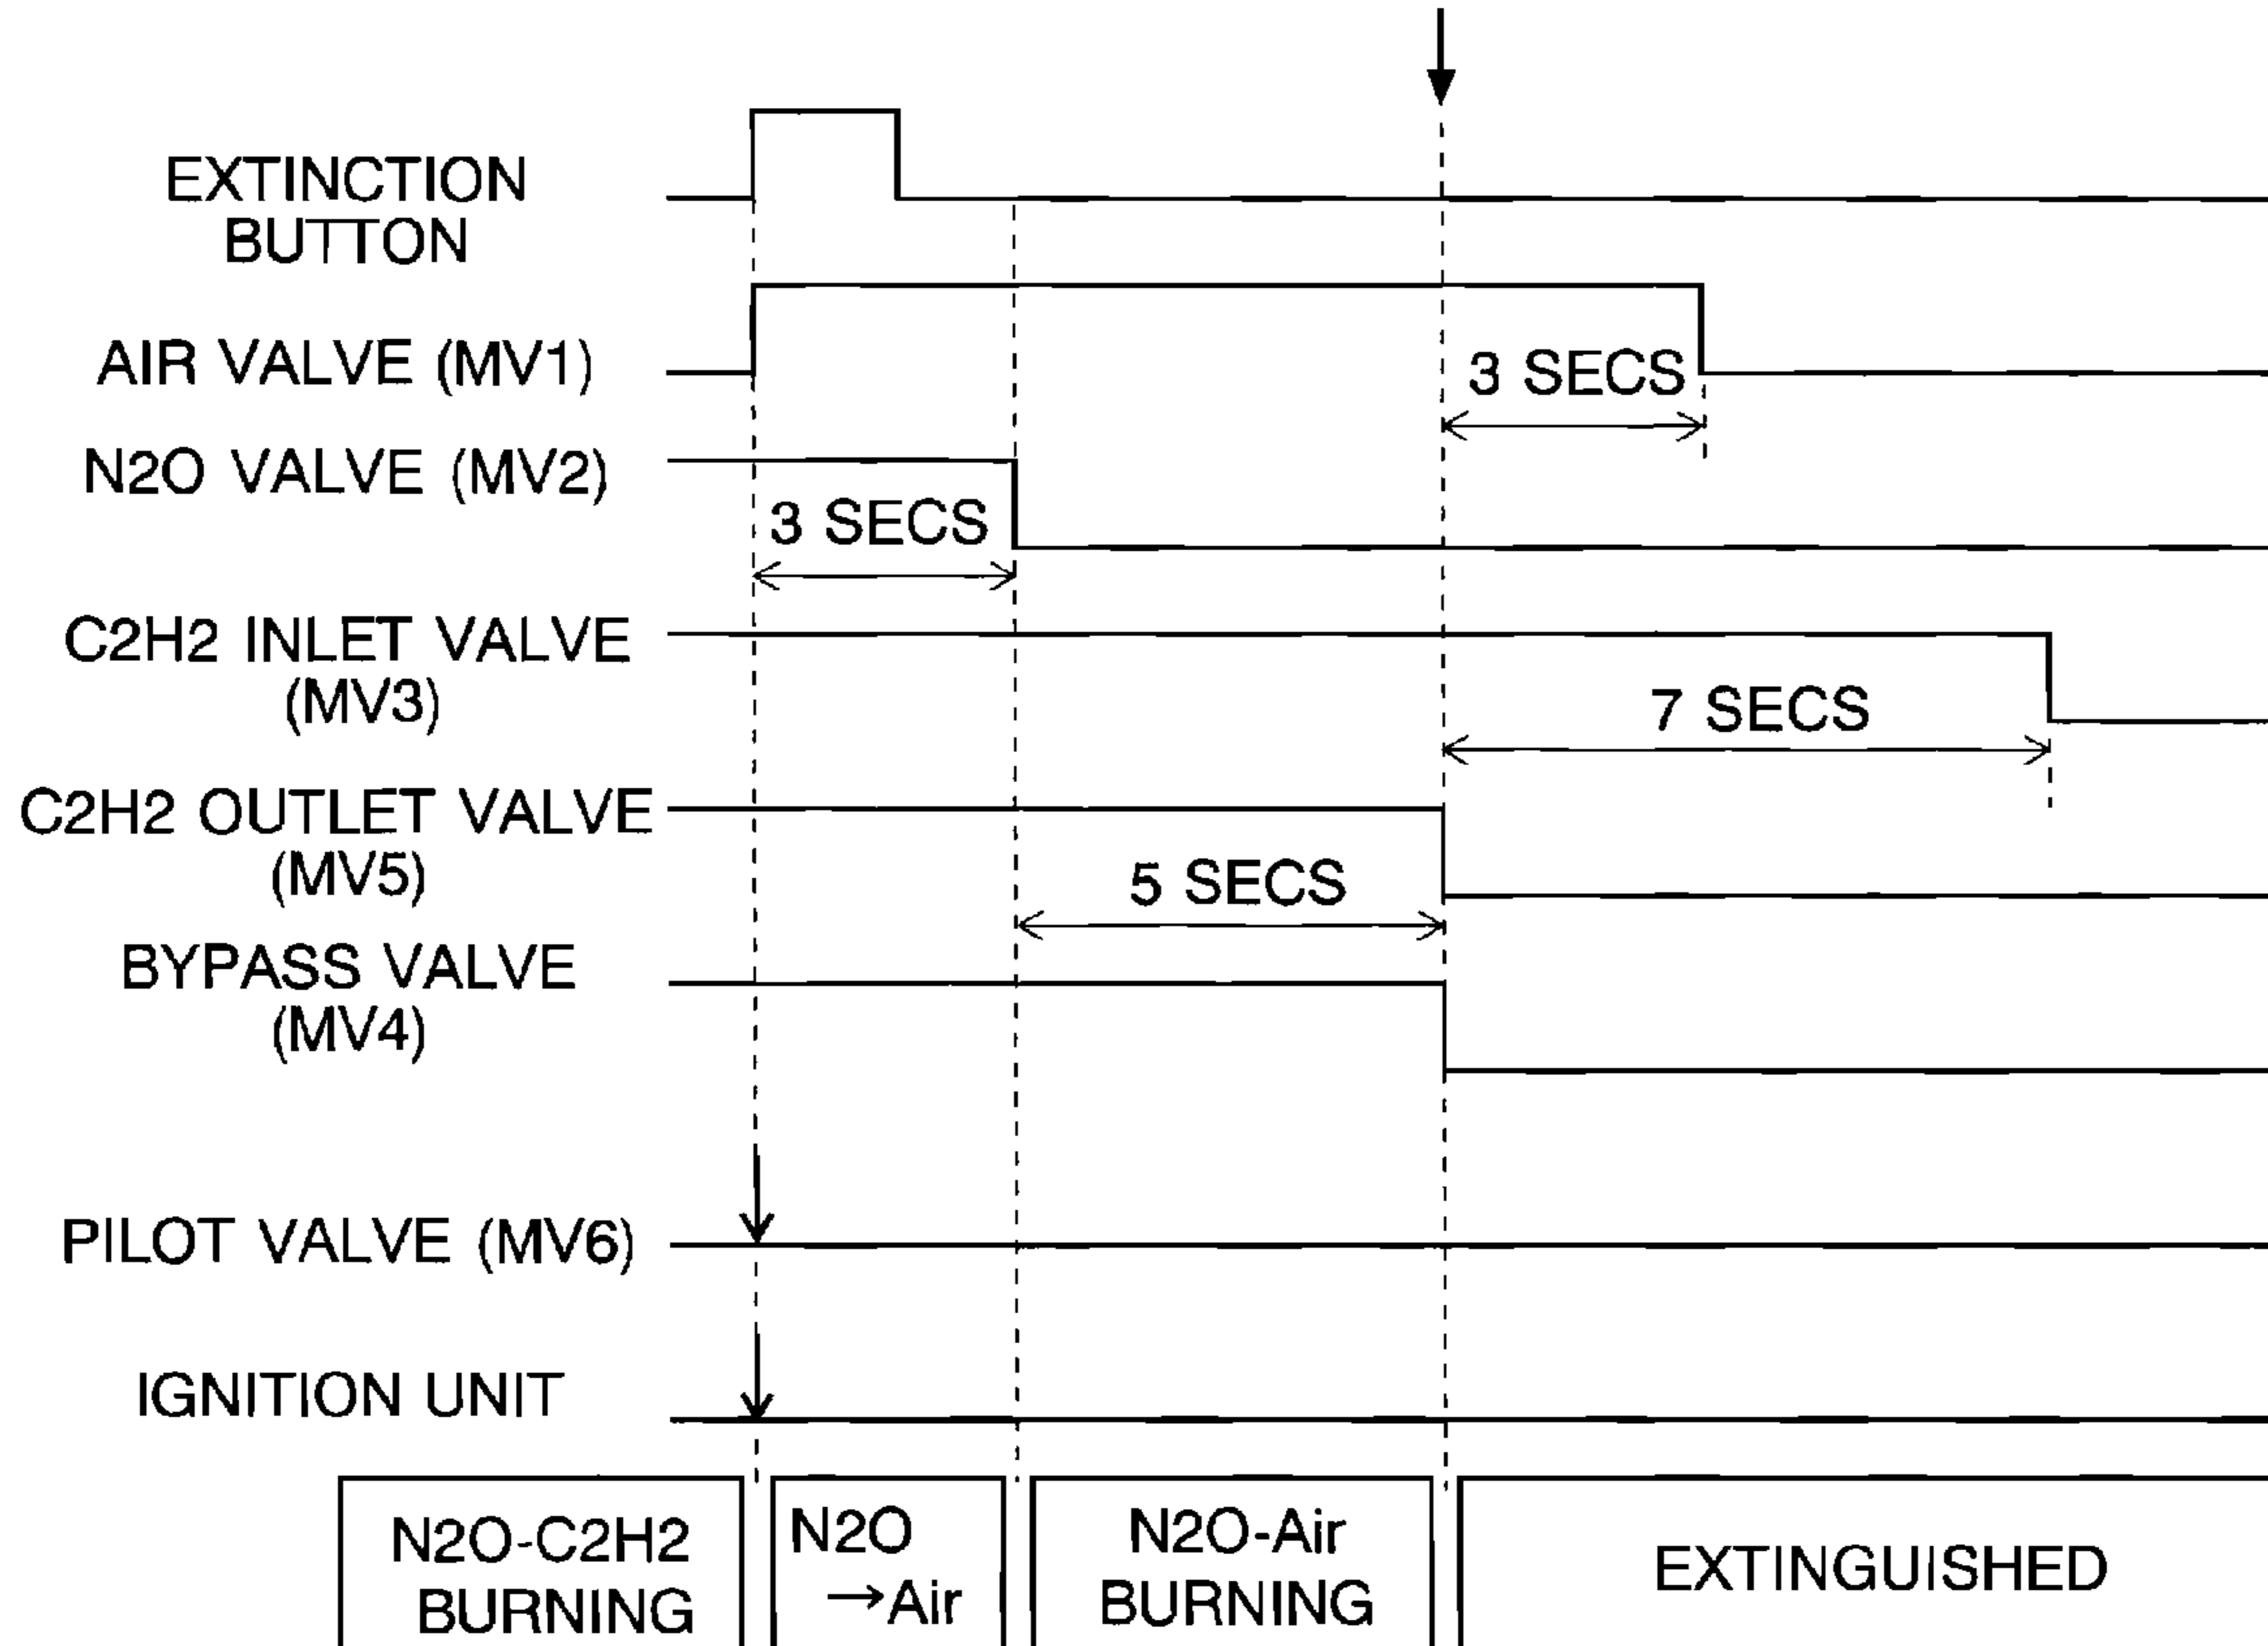 EXTINCTION
BUTTON
AIR VALVE (MV1)
3 SECS
N2O VALVE (MV2)
3 SECS
C2H2 INLET VALVE
(MV3)
7 SECS
C2H2 OUTLET VALVE
(MV5)
5 SECS
BYPASS VALVE
(MV4)
PILOT VALVE (MV6)
IGNITION UNIT
N2O-C2H2
BURNING
N2O
→Air
N2O-Air
BURNING
EXTINGUISHED